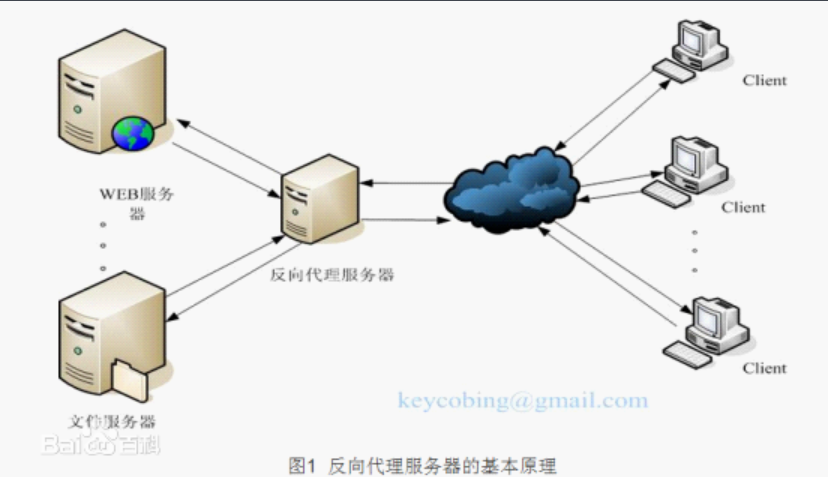 Client
WEB服务
器
Client
反向代理服务器
Client
keycobing@gmail.com
文件服务器
Baidu百科
图1 反向代理服务器的基本原理